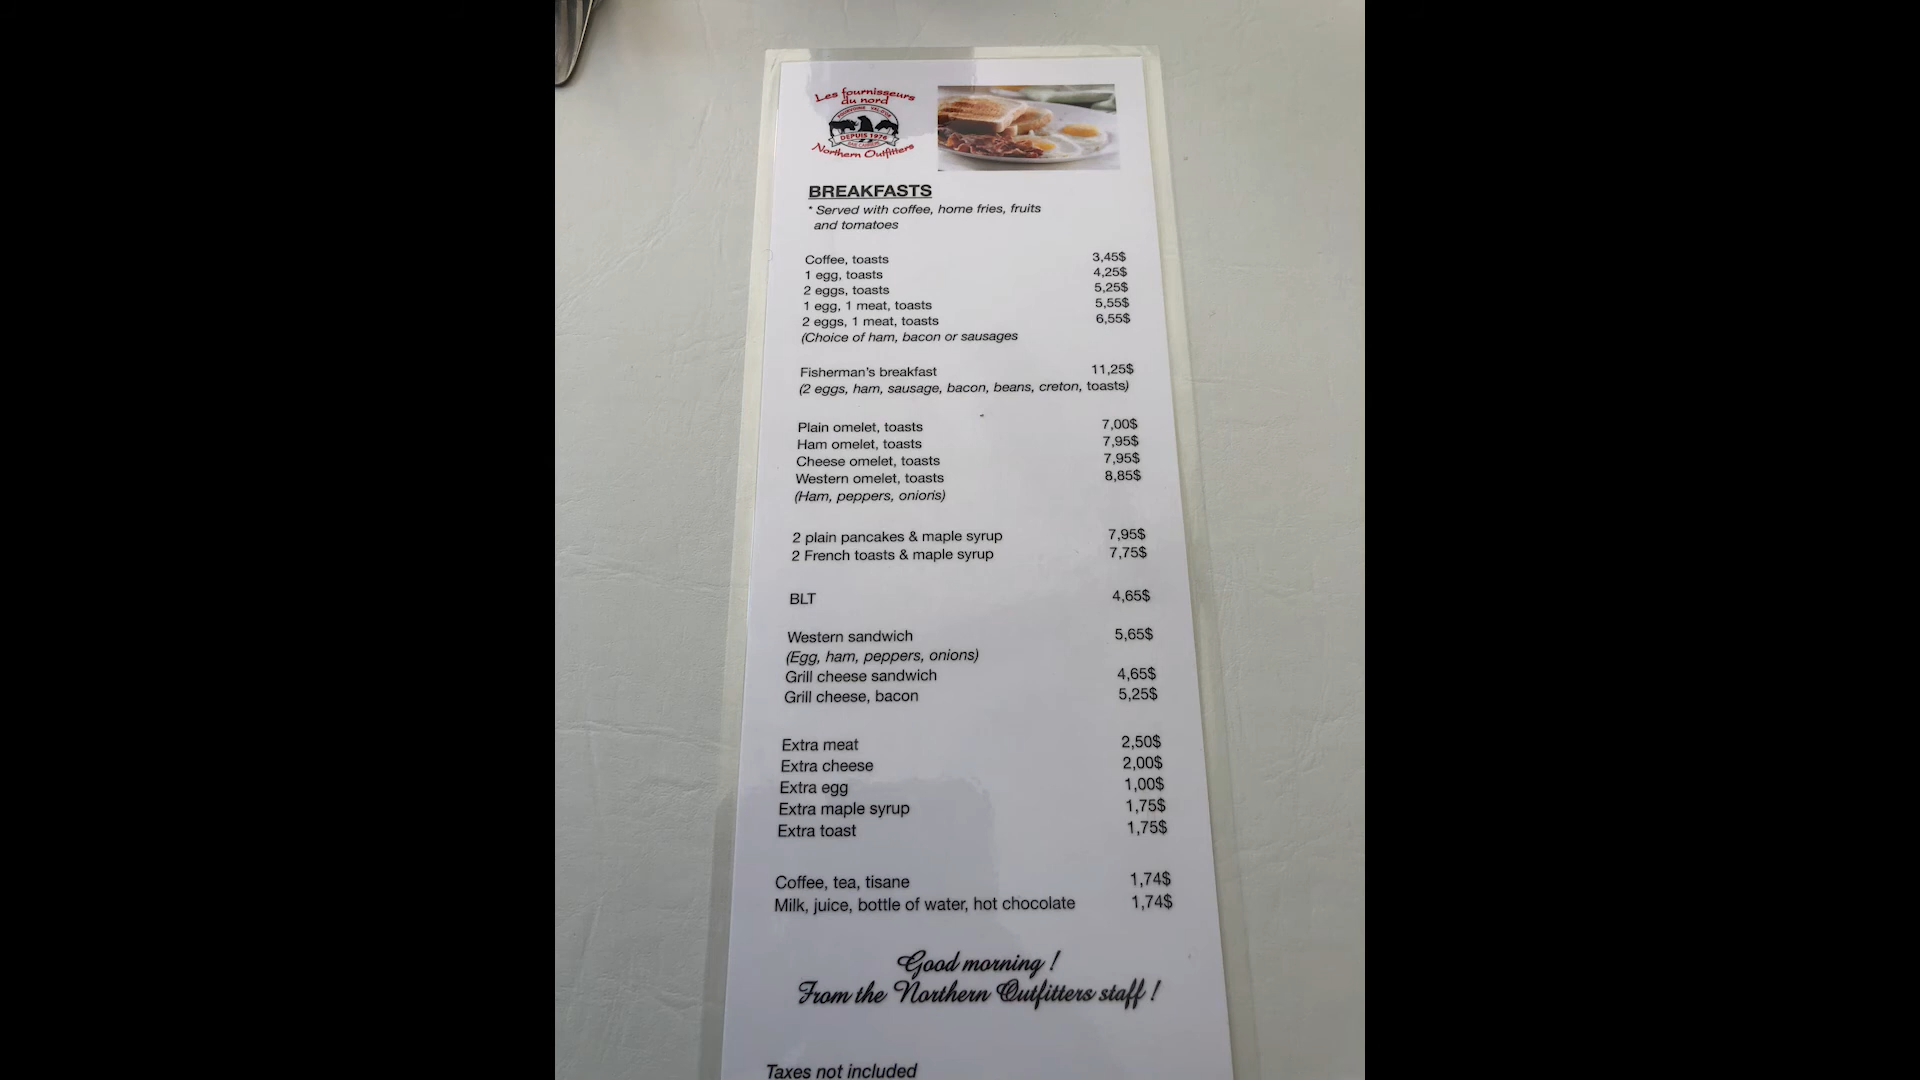 Les fournisseurs
du nord
POURVOIRIE VAL-D'OR
DEPUIS 1976
Northern Outfitters
BREAKFASTS
* Served with coffee, home fries, fruits
and tomatoes
Coffee, toasts 3,45$
1 egg, toasts 4,25$
2 eggs, toasts 5,25$
1 egg, 1 meat, toasts 5,55$
2 eggs, 1 meat, toasts 6,55$
(Choice of ham, bacon or sausages
Fisherman's breakfast 11,25$
(2 eggs, ham, sausage, bacon, beans, creton, toasts)
Plain omelet, toasts 7,00$
Ham omelet, toasts 7,95$
Cheese omelet, toasts 7,95$
Western omelet, toasts 8,85$
(Ham, peppers, onions)
2 plain pancakes & maple syrup 7,95$
2 French toasts & maple syrup 7,75$
BLT 4,65$
Western sandwich 5,65$
(Egg, ham, peppers, onions)
Grill cheese sandwich 4,65$
Grill cheese, bacon 5,25$
Extra meat 2,50$
Extra cheese 2,00$
Extra egg 1,00$
Extra maple syrup 1,75$
Extra toast 1,75$
Coffee, tea, tisane 1,74$
Milk, juice, bottle of water, hot chocolate 1,74$
Good morning !
From the Northern Outfitters staff !
Taxes not included